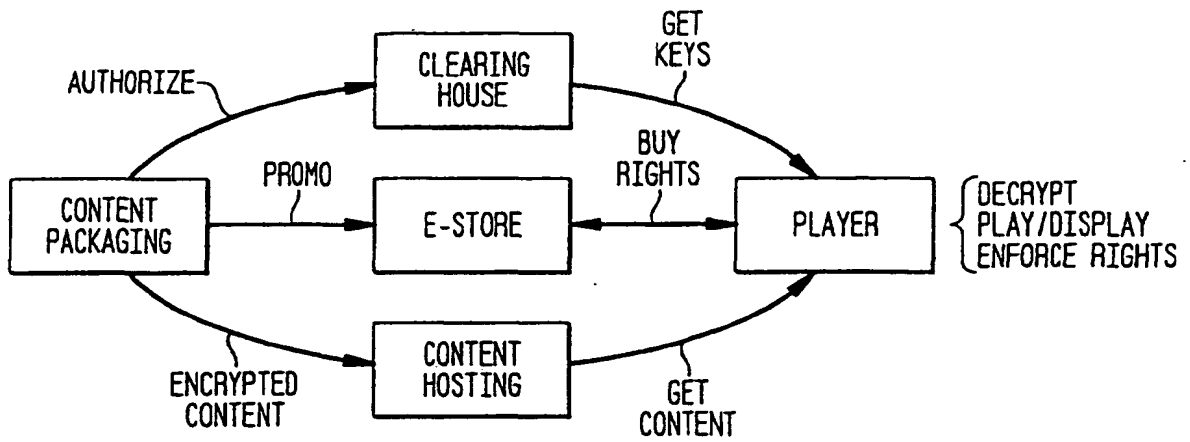 AUTHORIZE
CLEARING
HOUSE
GET
KEYS
CONTENT
PACKAGING
PROMO
E-STORE
BUY
RIGHTS
PLAYER
DECRYPT
PLAY/DISPLAY
ENFORCE RIGHTS
ENCRYPTED
CONTENT
CONTENT
HOSTING
GET
CONTENT